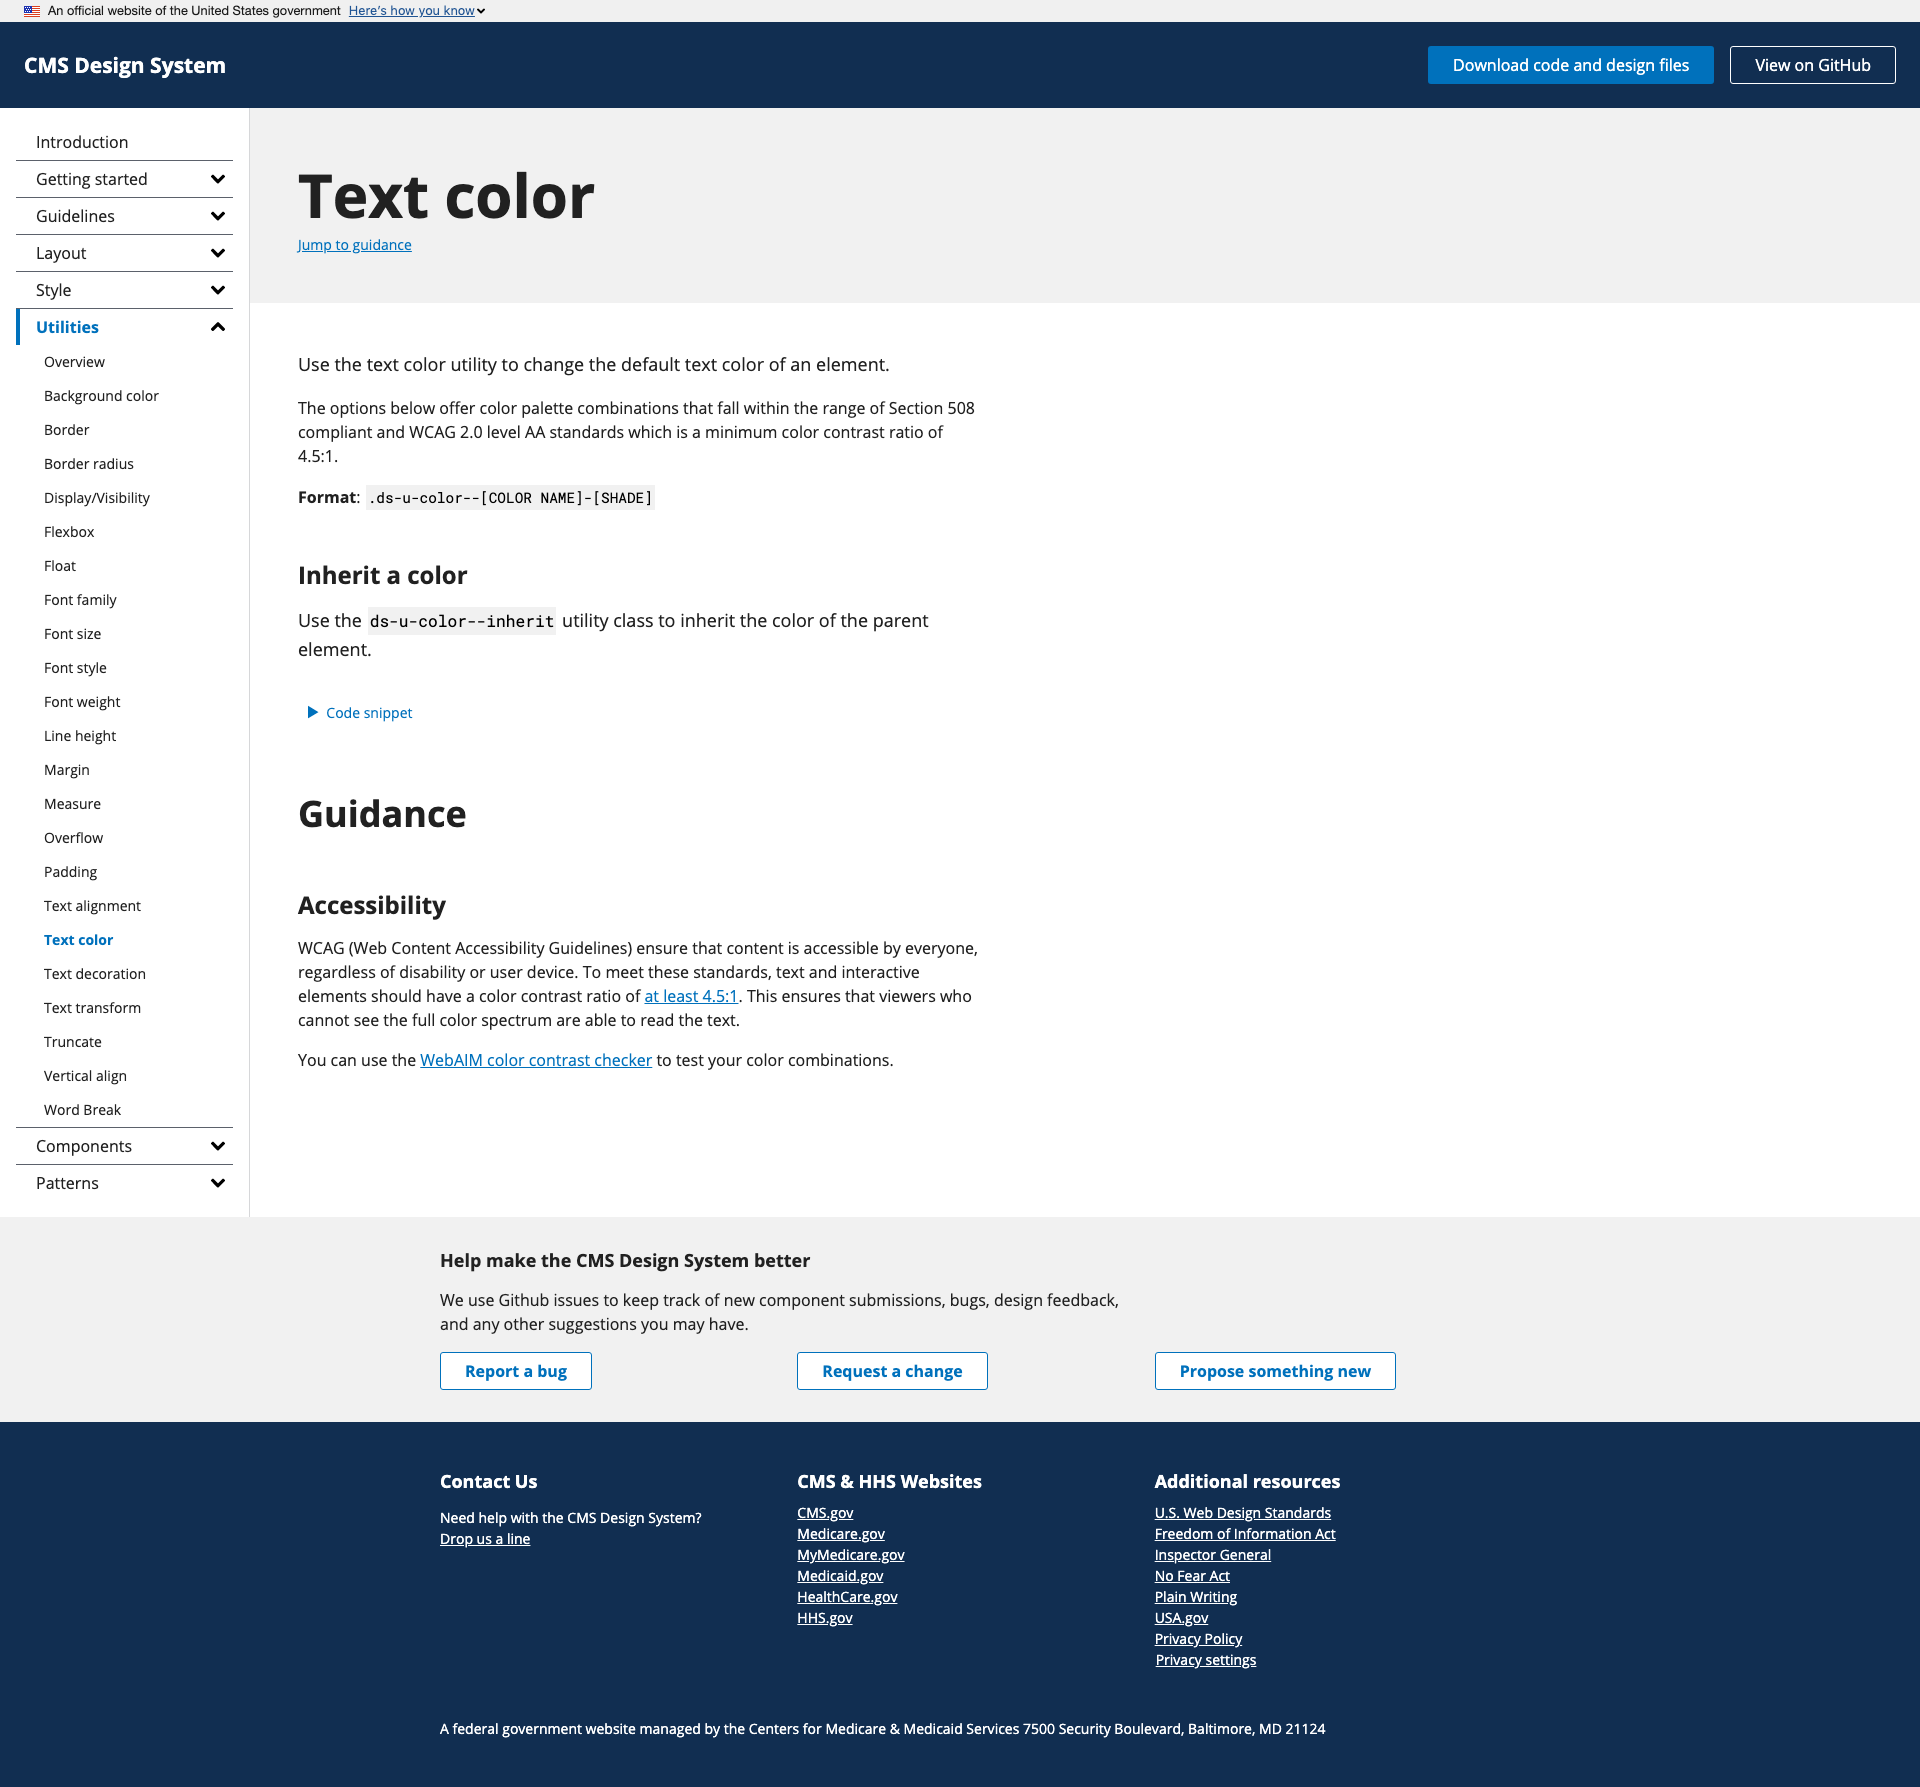 An official website of the United States government Here's how you know
CMS Design System
Download code and design files
View on GitHub
Introduction
Getting started
Guidelines
Layout
Style
Utilities
Overview
Background color
Border
Border radius
Display/Visibility
Flexbox
Float
Font family
Font size
Font style
Font weight
Line height
Margin
Measure
Overflow
Padding
Text alignment
Text color
Text decoration
Text transform
Truncate
Vertical align
Word Break
Components
Patterns
Text color
Jump to guidance
Use the text color utility to change the default text color of an element.
The options below offer color palette combinations that fall within the range of Section 508
compliant and WCAG 2.0 level AA standards which is a minimum color contrast ratio of
4.5:1.
Format: .ds-u-color--[COLOR NAME]-[SHADE]
Inherit a color
Use the ds-u-color--inherit utility class to inherit the color of the parent
element.
Code snippet
Guidance
Accessibility
WCAG (Web Content Accessibility Guidelines) ensure that content is accessible by everyone,
regardless of disability or user device. To meet these standards, text and interactive
elements should have a color contrast ratio of at least 4.5:1. This ensures that viewers who
cannot see the full color spectrum are able to read the text.
You can use the WebAIM color contrast checker to test your color combinations.
Help make the CMS Design System better
We use Github issues to keep track of new component submissions, bugs, design feedback,
and any other suggestions you may have.
Report a bug
Request a change
Propose something new
Contact Us
Need help with the CMS Design System?
Drop us a line
CMS & HHS Websites
CMS.gov
Medicare.gov
MyMedicare.gov
Medicaid.gov
HealthCare.gov
HHS.gov
Additional resources
U.S. Web Design Standards
Freedom of Information Act
Inspector General
No Fear Act
Plain Writing
USA.gov
Privacy Policy
Privacy settings
A federal government website managed by the Centers for Medicare & Medicaid Services 7500 Security Boulevard, Baltimore, MD 21124